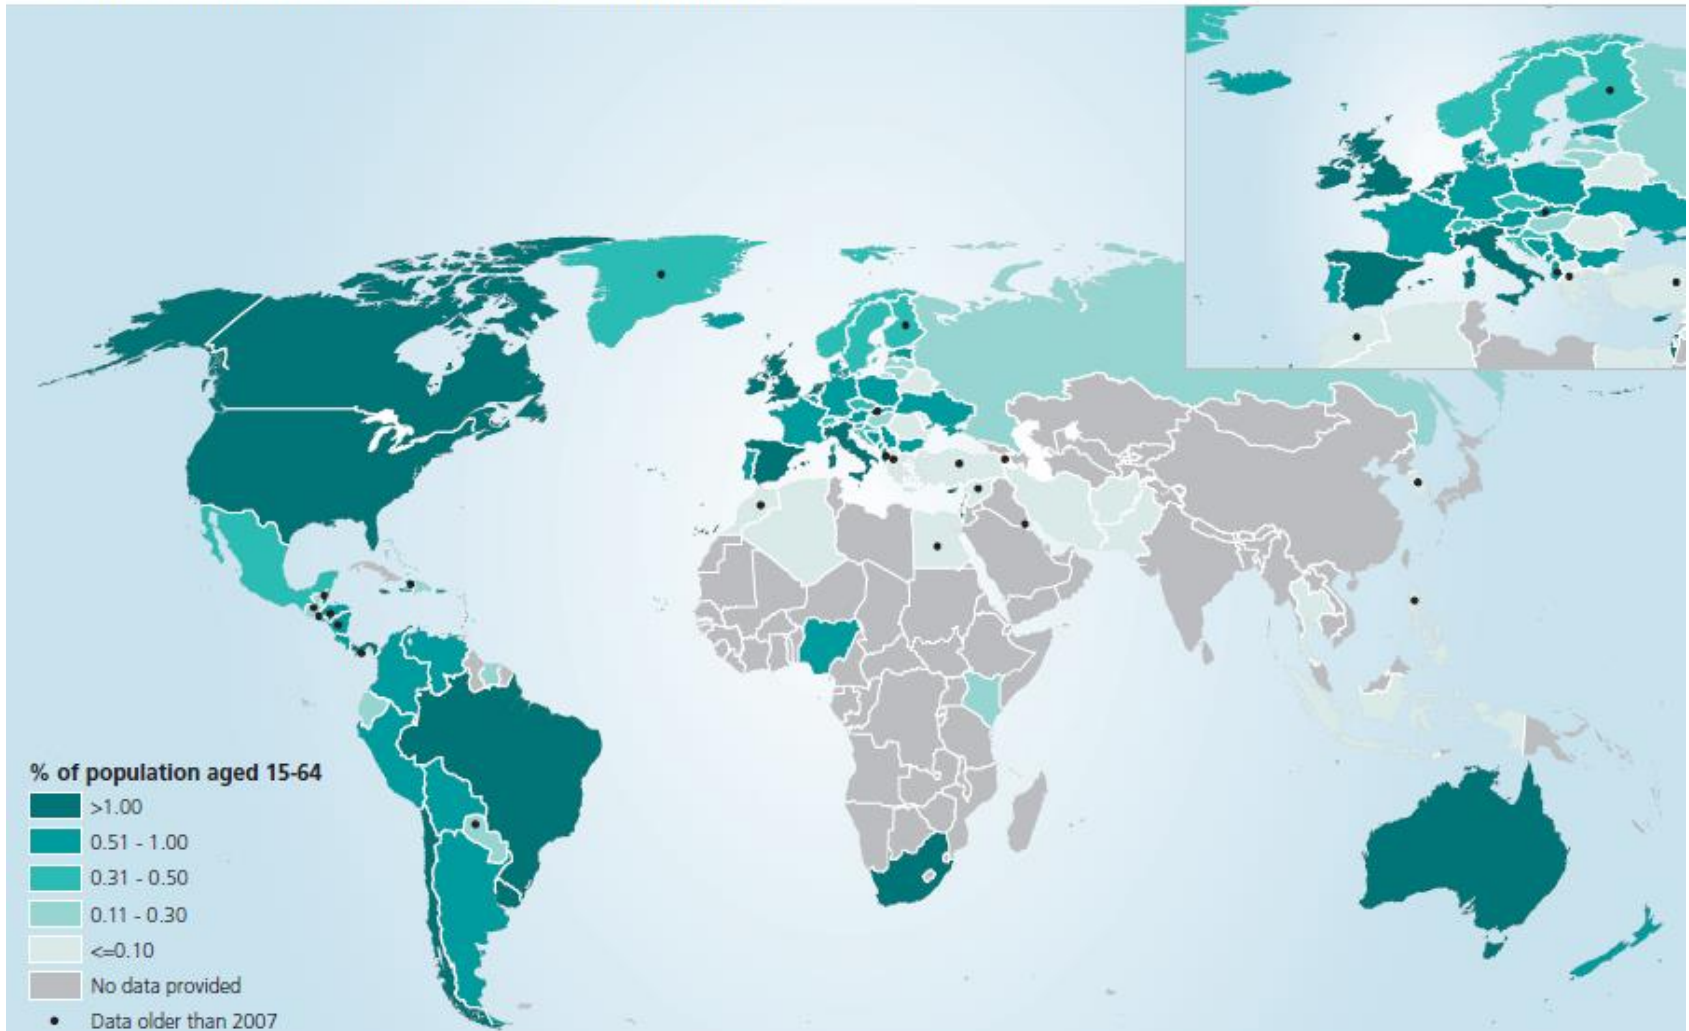 % of population aged 15-64
>1.00
0.51 - 1.00
0.31 - 0.50
0.11 - 0.30
<=0.10
No data provided
Data older than 2007